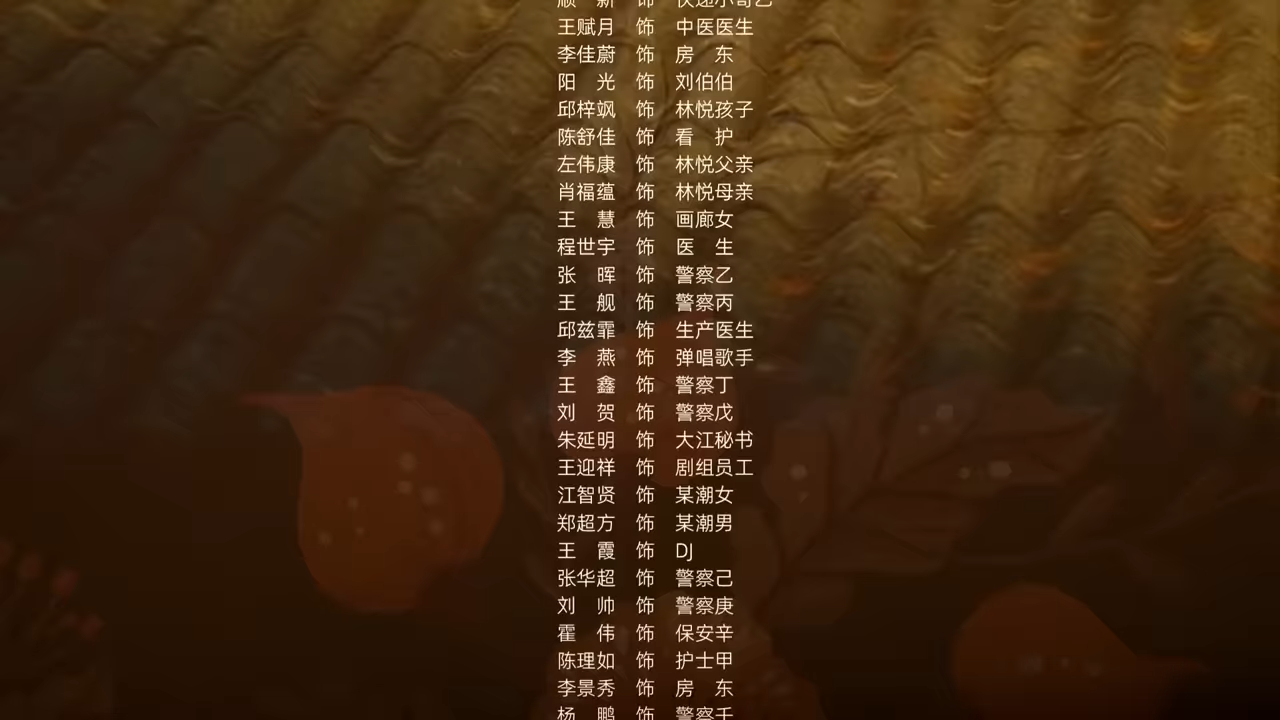 王赋月 饰 中医医生
李佳蔚 饰 房 东
阳 光 饰 刘伯伯
邱梓飒 饰 林悦孩子
陈舒佳 饰 看 护
左伟康 饰 林悦父亲
肖福蕴 饰 林悦母亲
王 慧 饰 画廊女
程世宇 饰 医 生
张 晖 饰 警察乙
王 舰 饰 警察丙
邱兹霏 饰 生产医生
李 燕 饰 弹唱歌手
王 鑫 饰 警察丁
刘 贺 饰 警察戊
朱延明 饰 大江秘书
王迎祥 饰 剧组员工
江智贤 饰 某潮女
郑超方 饰 某潮男
王 霞 饰 DJ
张华超 饰 警察己
刘 帅 饰 警察庚
霍 伟 饰 保安辛
陈理如 饰 护士甲
李景秀 饰 房 东
杨 鹏 饰 警察